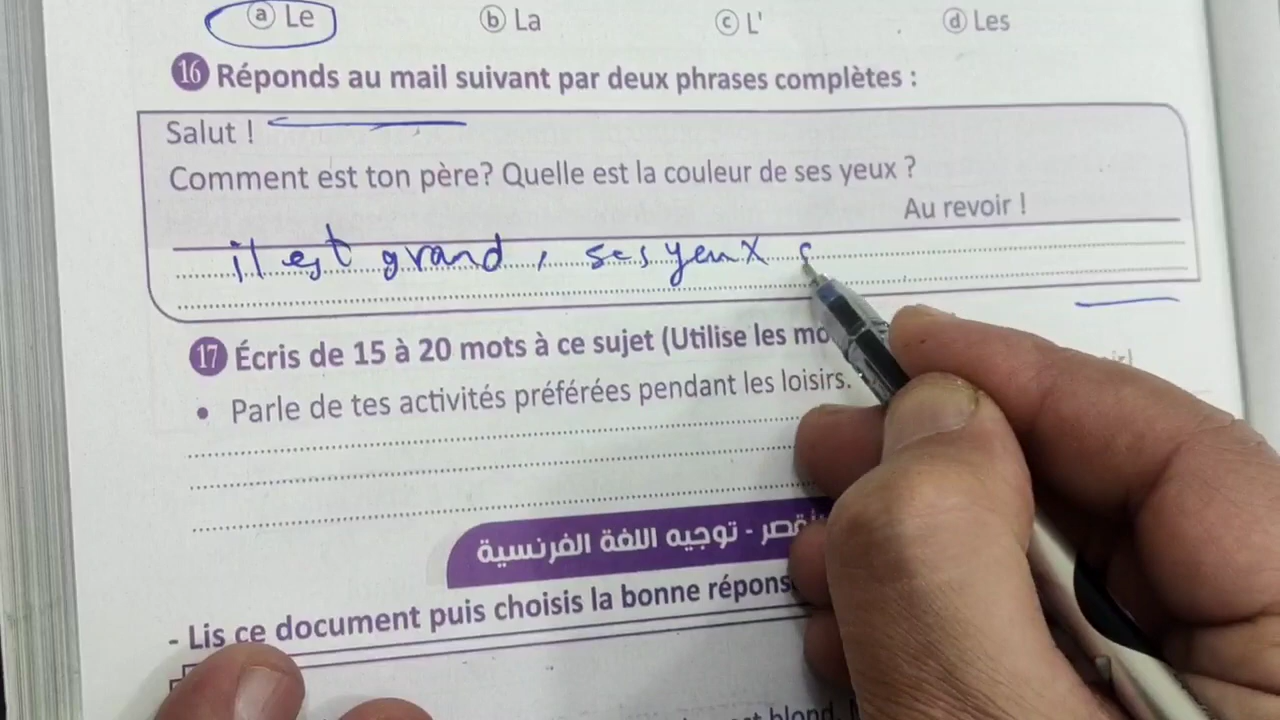 ⓐ Le ⓑ La ⓒ L' ⓓ Les
16 Réponds au mail suivant par deux phrases complètes :
Salut !
Comment est ton père? Quelle est la couleur de ses yeux ?
Au revoir !
il est grand, ses yeux s
17 Écris de 15 à 20 mots à ce sujet (Utilise les
• Parle de tes activités préférées pendant les loisirs.
توجيه اللغة الفرنسية -
- Lis ce document puis choisis la bonne
blond.